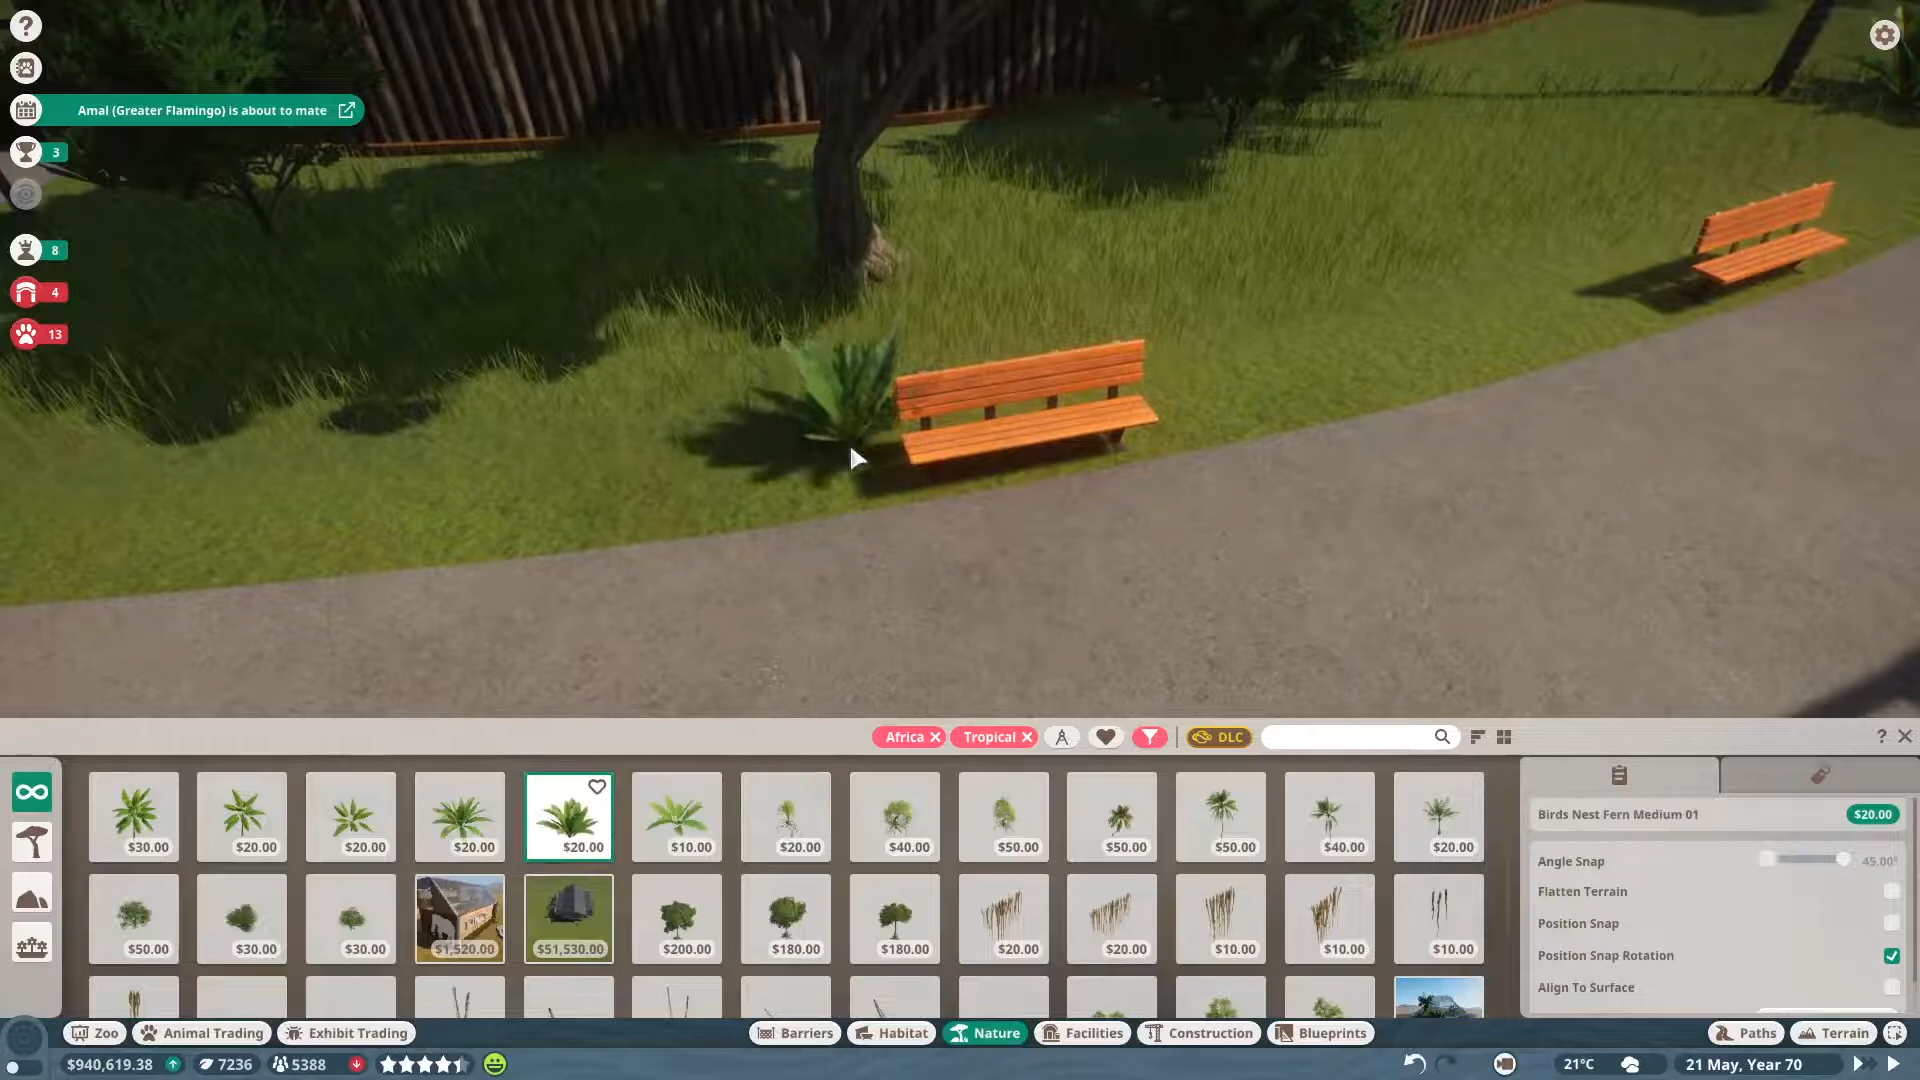 ?
Amal (Greater Flamingo) is about to mate
3
8
4
13
Africa ✕ Tropical ✕ DLC ? ✕
$30.00 $20.00 $20.00 $20.00 $20.00 $10.00 $20.00 $40.00 $50.00 $50.00 $50.00 $40.00 $20.00
$50.00 $30.00 $30.00 $1,520.00 $51,530.00 $200.00 $180.00 $180.00 $20.00 $20.00 $10.00 $10.00 $10.00
Birds Nest Fern Medium 01 $20.00
Angle Snap 45.00°
Flatten Terrain
Position Snap
Position Snap Rotation
Align To Surface
Zoo Animal Trading Exhibit Trading Barriers Habitat Nature Facilities Construction Blueprints Paths Terrain
$940,619.38 7236 5388 21°C 21 May, Year 70